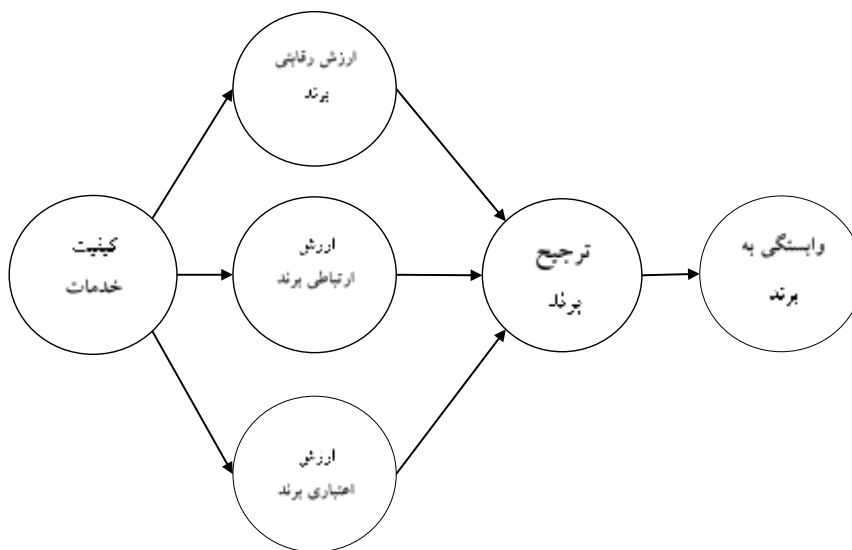 ارزش رقابتی
برند
کیفیت
خدمات
ارزش
ارتباطی برند
ترجیح
برند
وابستگی به
برند
ارزش
اعتباری برند